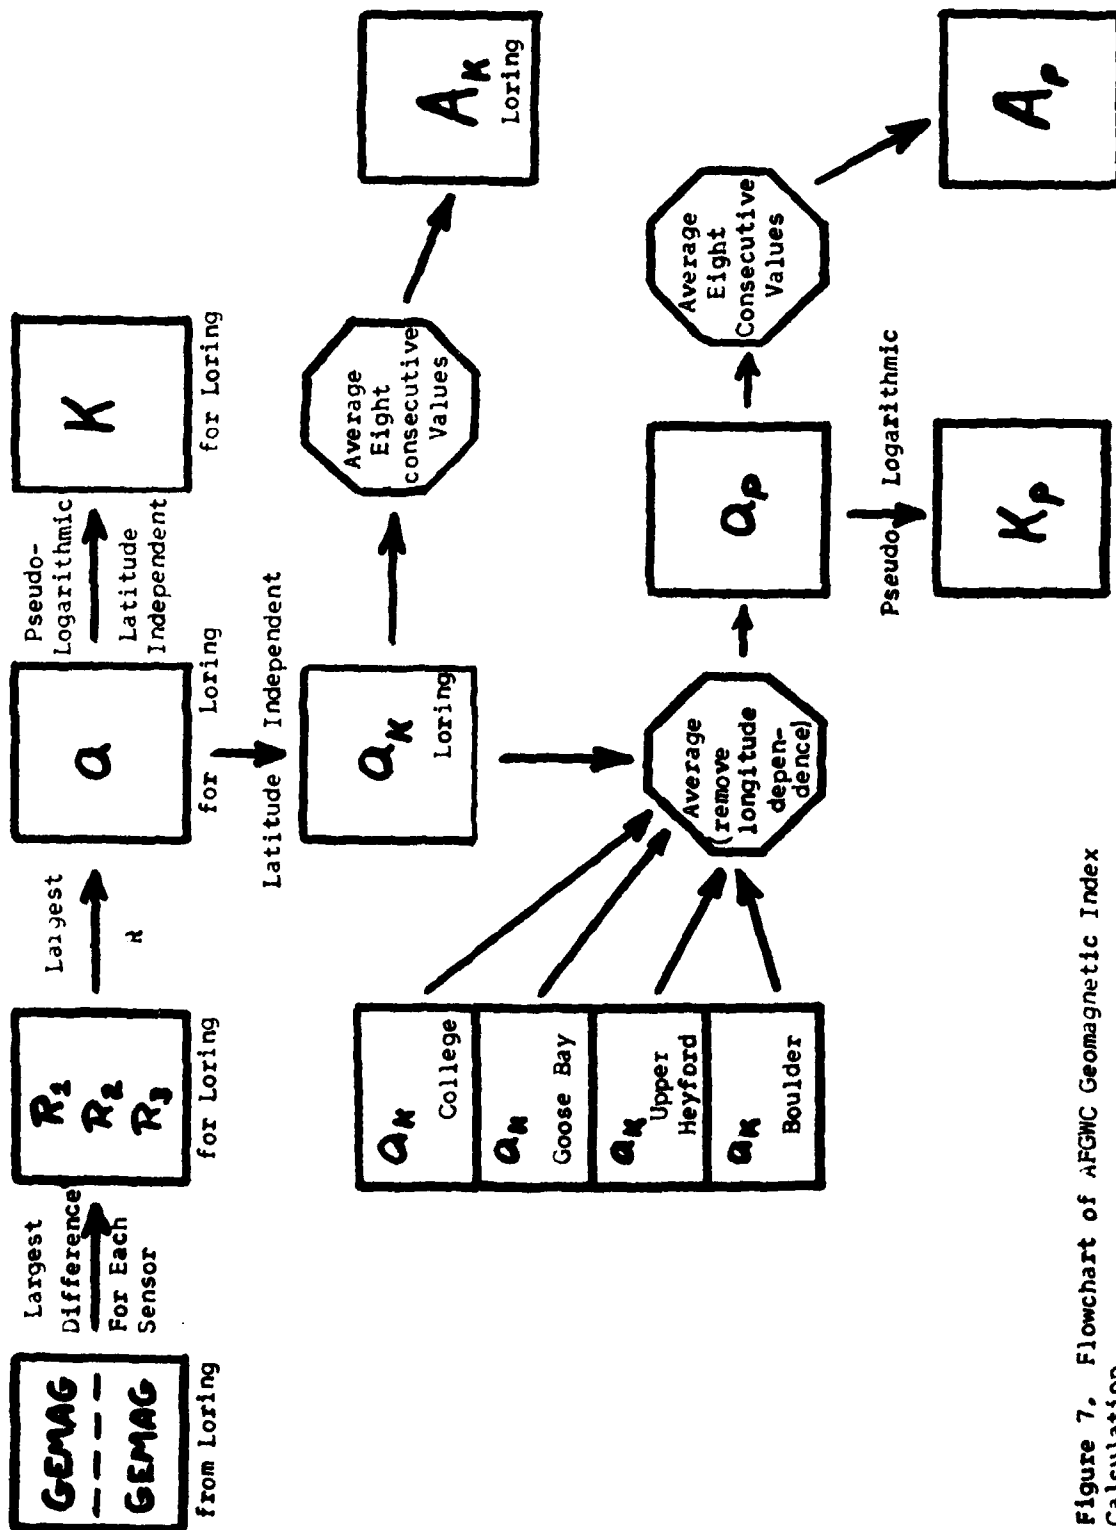 GEMAG
GEMAG
from Loring
Largest
Difference
For Each
Sensor
R1
R2
R3
for Loring
Largest
R
a
for Loring
Pseudo-
Logarithmic
Latitude
Independent
K
for Loring
Latitude Independent
aK
Loring
Average
Eight
consecutive
Values
AK
Loring
aK
College
aK
Goose Bay
aK Upper
Heyford
aK
Boulder
Average
(remove
longitude
depen-
dence)
ap
Average
Eight
Consecutive
Values
Ap
Pseudo Logarithmic
Kp
Figure 7. Flowchart of AFGWC Geomagnetic Index
Calculation